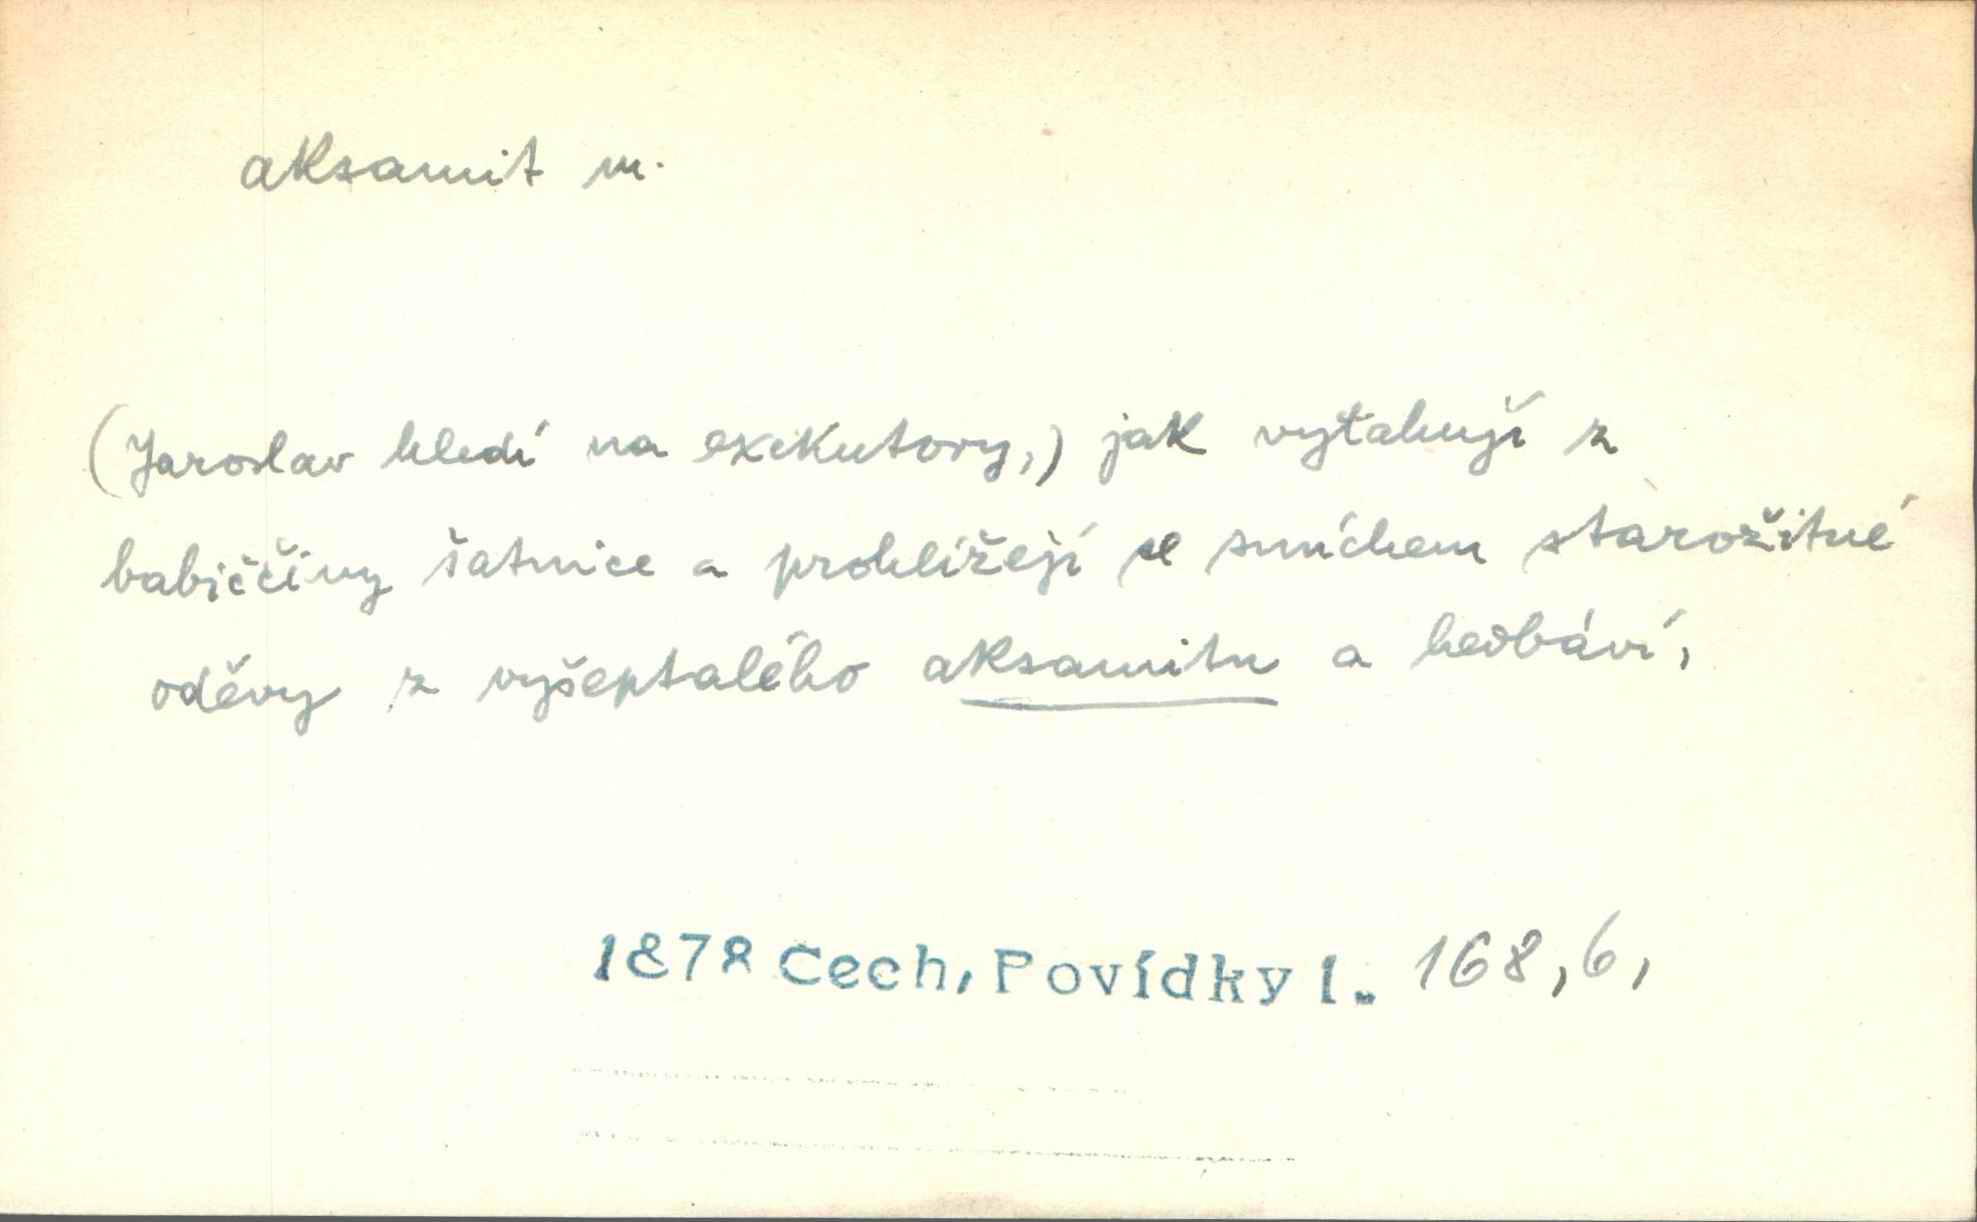 aksamit m.
(Jaroslav hledí na exekutory,) jak vytahují z
babiččiny šatnice a prohlížejí se smíchem starožitné
oděvy z vyšeptalého aksamitu a hedbáví,
1878 Čech, Povídky I. 168,6,